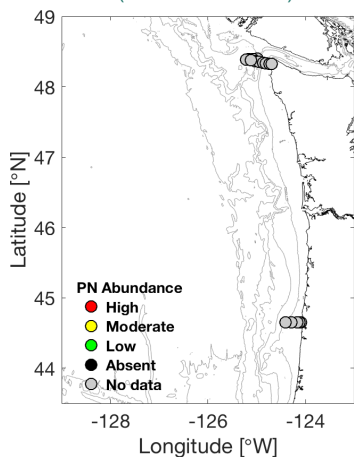 49
48
47
46
45
44
Latitude [°N]
PN Abundance
High
Moderate
Low
Absent
No data
-128 -126 -124
Longitude [°W]